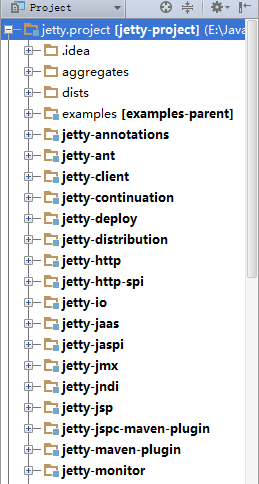 Project
jetty.project [jetty-project] (E:\Java
.idea
aggregates
dists
examples [examples-parent]
jetty-annotations
jetty-ant
jetty-client
jetty-continuation
jetty-deploy
jetty-distribution
jetty-http
jetty-http-spi
jetty-io
jetty-jaas
jetty-jaspi
jetty-jmx
jetty-jndi
jetty-jsp
jetty-jspc-maven-plugin
jetty-maven-plugin
jetty-monitor